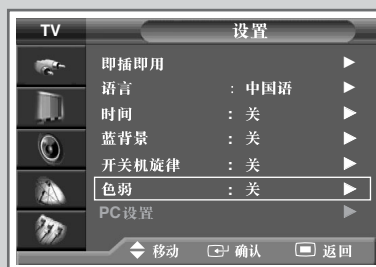 TV 设置
即插即用
语言 : 中国语
时间 : 关
蓝背景 : 关
开关机旋律 : 关
色弱 : 关
PC设置
移动 确认 返回